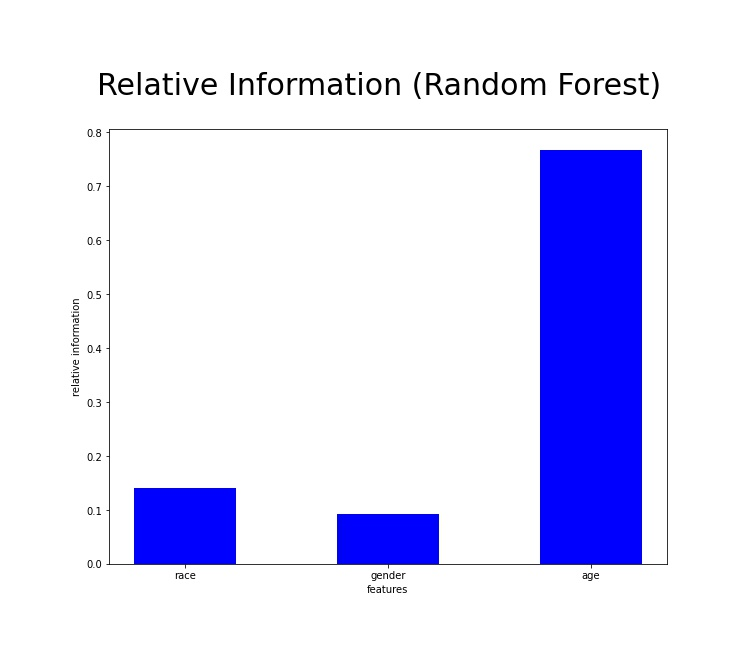 Relative Information (Random Forest)
0.8
0.7
0.6
0.5
0.4
0.3
0.2
0.1
0.0
relative information
race
gender
age
features